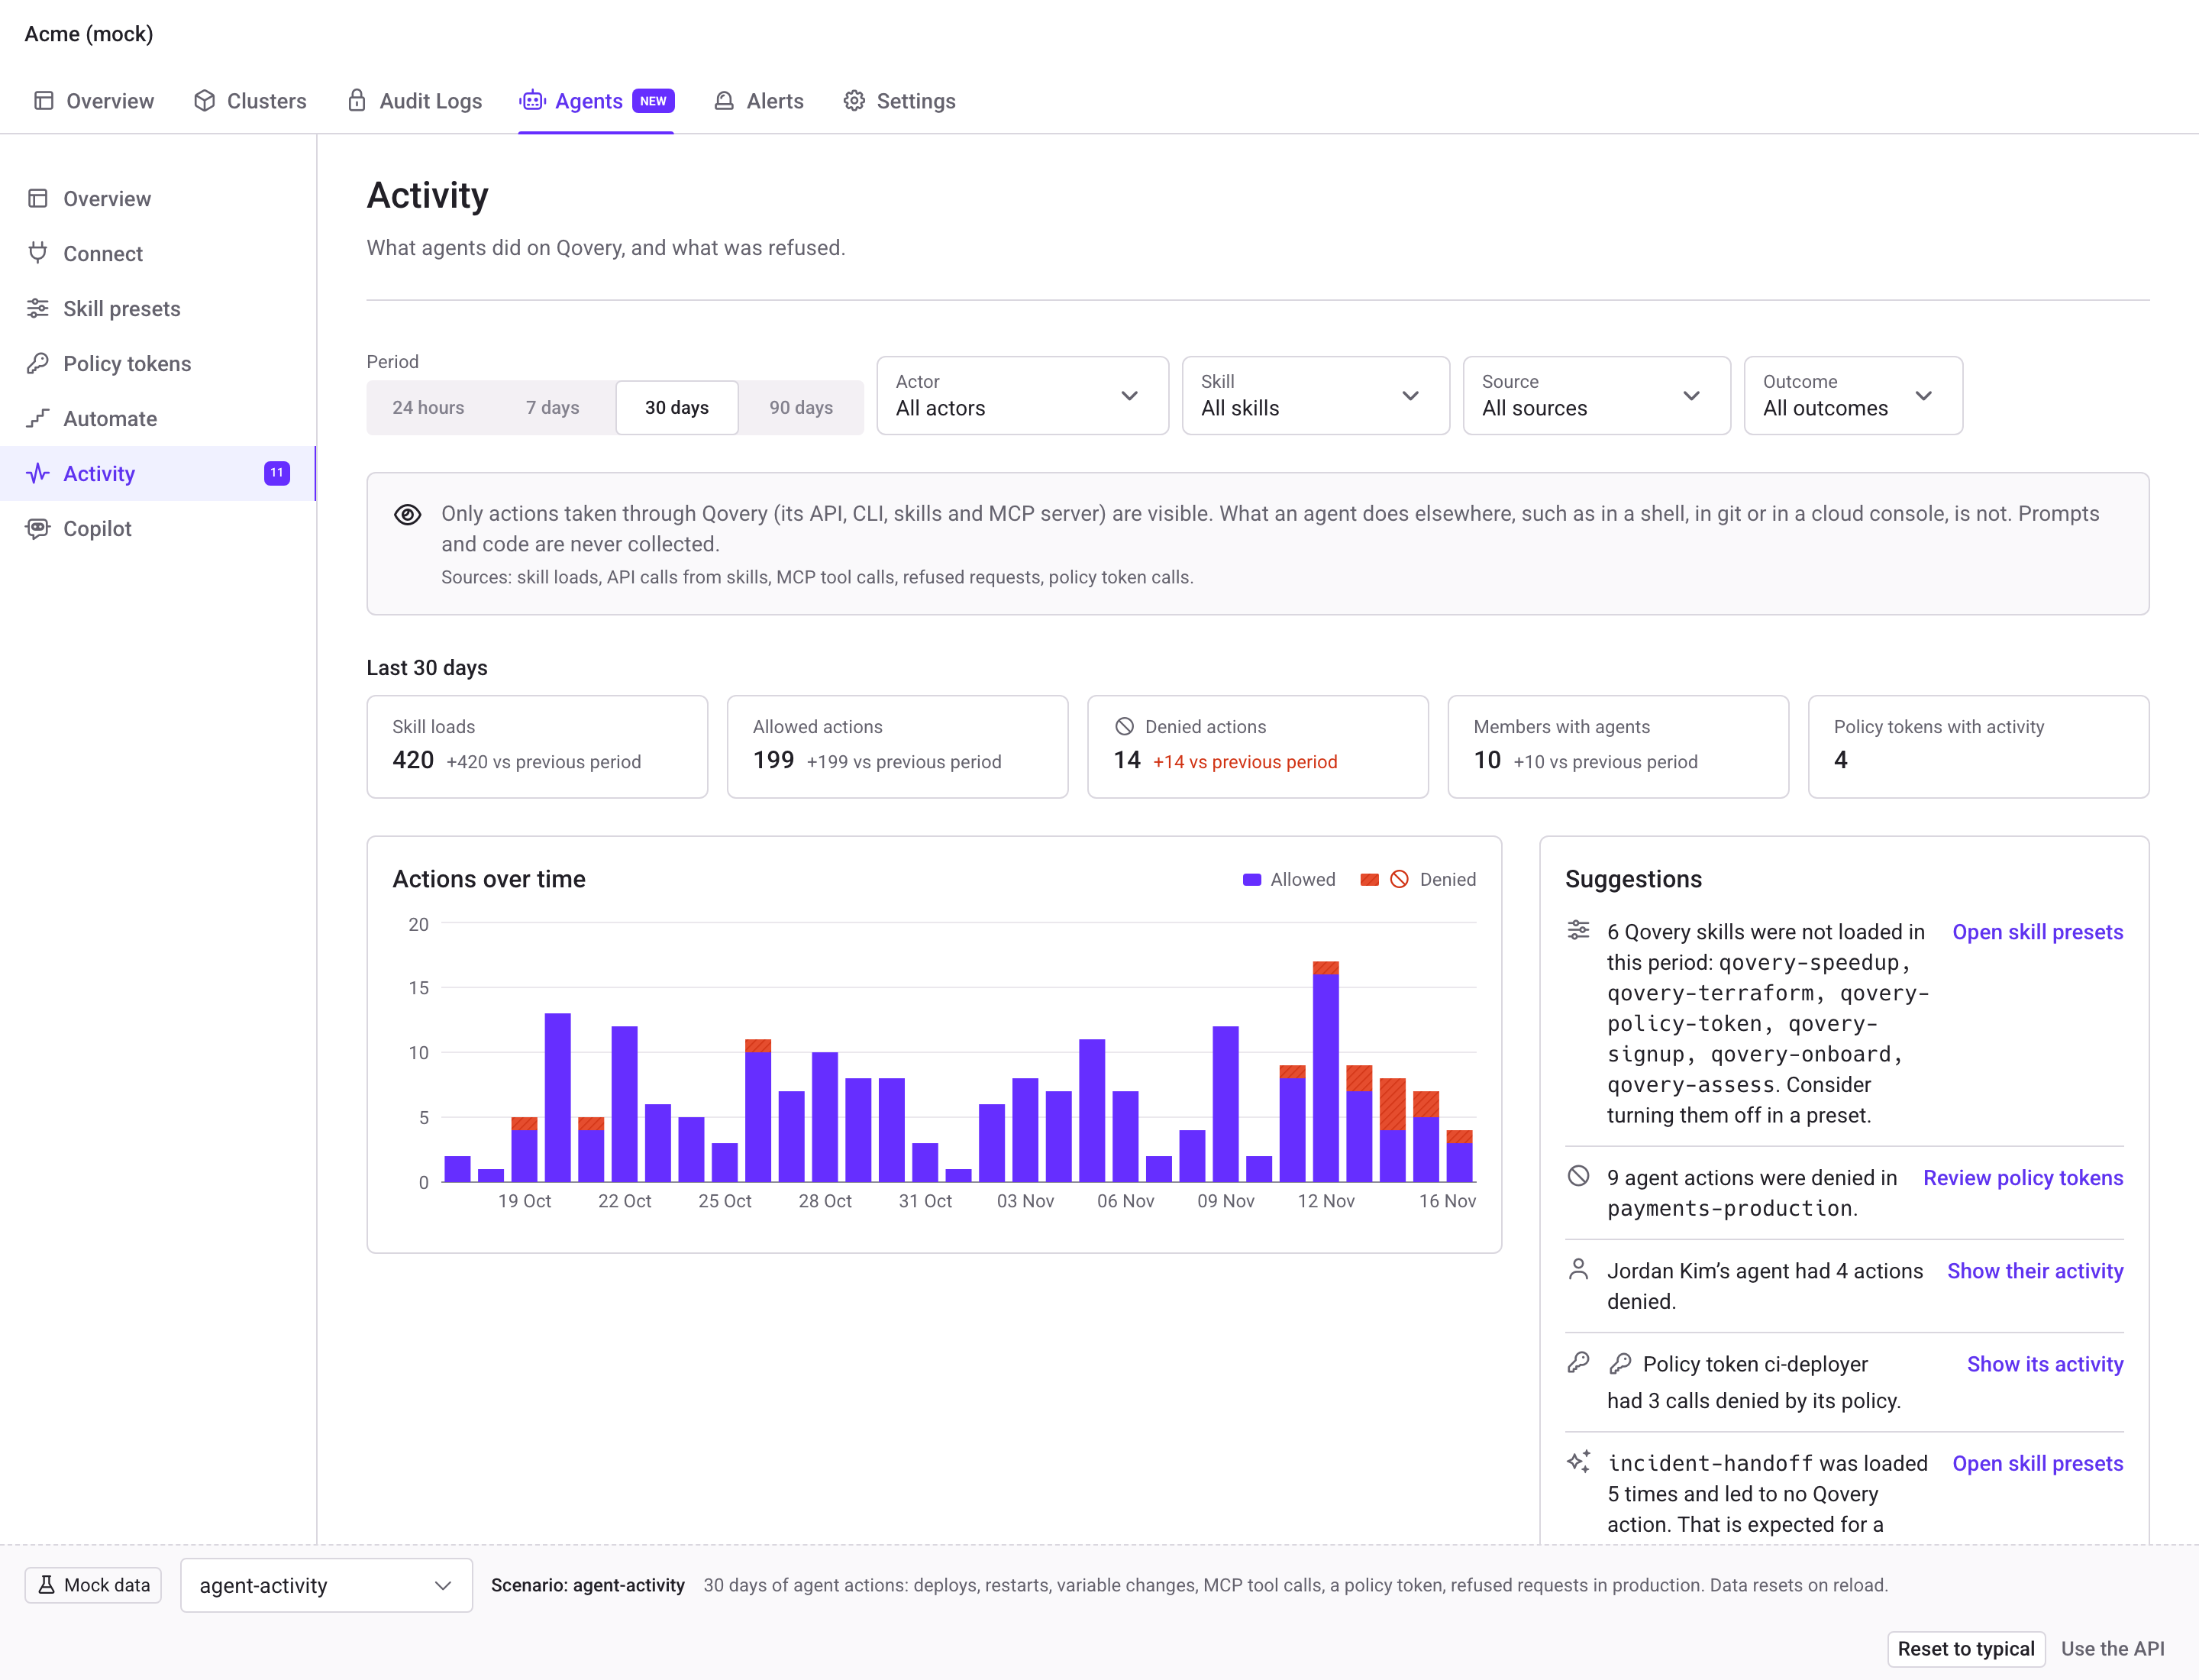 Acme (mock)
Overview
Clusters
Audit Logs
Agents NEW
Alerts
Settings
Overview
Connect
Skill presets
Policy tokens
Automate
Activity 11
Copilot
Activity
What agents did on Qovery, and what was refused.
Period
24 hours
7 days
30 days
90 days
Actor
All actors
Skill
All skills
Source
All sources
Outcome
All outcomes
Only actions taken through Qovery (its API, CLI, skills and MCP server) are visible. What an agent does elsewhere, such as in a shell, in git or in a cloud console, is not. Prompts
and code are never collected.
Sources: skill loads, API calls from skills, MCP tool calls, refused requests, policy token calls.
Last 30 days
Skill loads
420 +420 vs previous period
Allowed actions
199 +199 vs previous period
Denied actions
14 +14 vs previous period
Members with agents
10 +10 vs previous period
Policy tokens with activity
4
Actions over time
Allowed
Denied
20
15
10
5
0
19 Oct
22 Oct
25 Oct
28 Oct
31 Oct
03 Nov
06 Nov
09 Nov
12 Nov
16 Nov
Suggestions
6 Qovery skills were not loaded in
this period: qovery-speedup,
qovery-terraform, qovery-
policy-token, qovery-
signup, qovery-onboard,
qovery-assess. Consider
turning them off in a preset.
Open skill presets
9 agent actions were denied in
payments-production.
Review policy tokens
Jordan Kim’s agent had 4 actions
denied.
Show their activity
Policy token ci-deployer
had 3 calls denied by its policy.
Show its activity
incident-handoff was loaded
5 times and led to no Qovery
action. That is expected for a
Open skill presets
Mock data
agent-activity
Scenario: agent-activity
30 days of agent actions: deploys, restarts, variable changes, MCP tool calls, a policy token, refused requests in production. Data resets on reload.
Reset to typical
Use the API